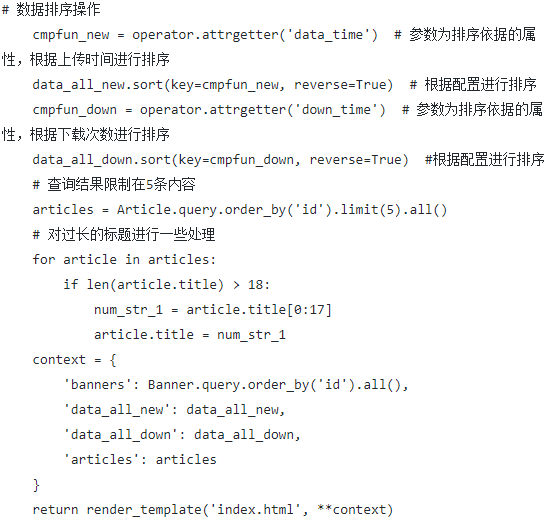 # 数据排序操作
    cmpfun_new = operator.attrgetter('data_time')  # 参数为排序依据的属
性，根据上传时间进行排序
    data_all_new.sort(key=cmpfun_new, reverse=True)  # 根据配置进行排序
    cmpfun_down = operator.attrgetter('down_time')  # 参数为排序依据的属
性，根据下载次数进行排序
    data_all_down.sort(key=cmpfun_down, reverse=True)  #根据配置进行排序
    # 查询结果限制在5条内容
    articles = Article.query.order_by('id').limit(5).all()
    # 对过长的标题进行一些处理
    for article in articles:
        if len(article.title) > 18:
            num_str_1 = article.title[0:17]
            article.title = num_str_1
    context = {
        'banners': Banner.query.order_by('id').all(),
        'data_all_new': data_all_new,
        'data_all_down': data_all_down,
        'articles': articles
    }
    return render_template('index.html', **context)